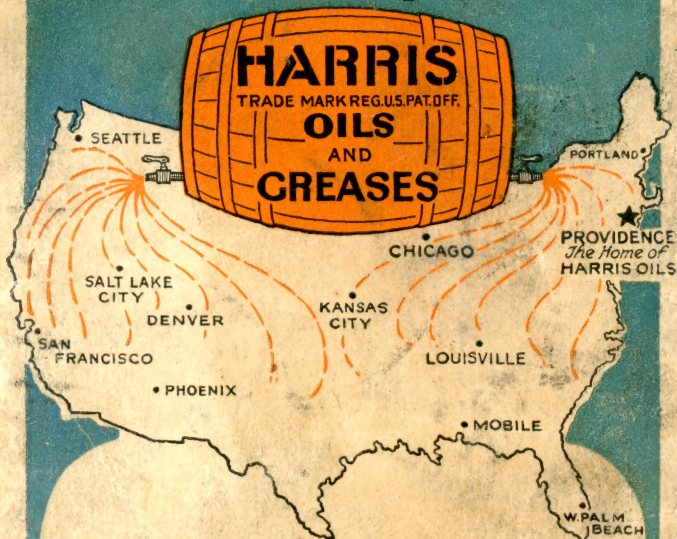 HARRIS
TRADE MARK REG. U.S. PAT. OFF.
OILS
AND
GREASES
SEATTLE
PORTLAND
PROVIDENCE
The Home of
HARRIS OILS
CHICAGO
SALT LAKE
CITY
DENVER
KANSAS
CITY
SAN
FRANCISCO
LOUISVILLE
PHOENIX
MOBILE
W. PALM
BEACH